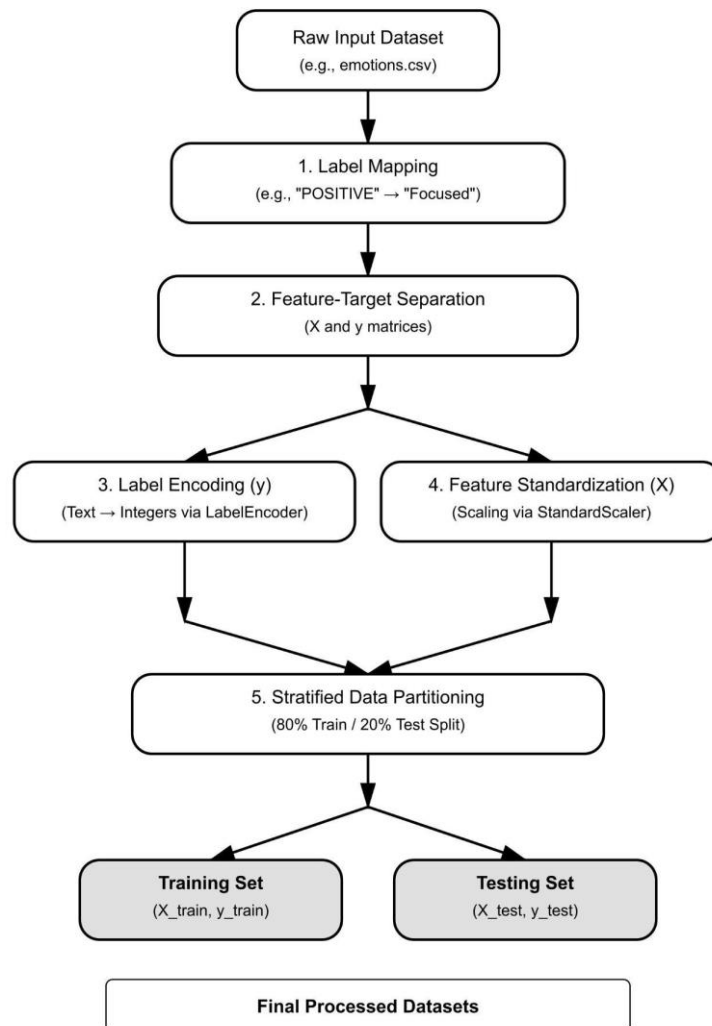 Raw Input Dataset
(e.g., emotions.csv)
1. Label Mapping
(e.g., "POSITIVE" → "Focused")
2. Feature-Target Separation
(X and y matrices)
3. Label Encoding (y)
(Text → Integers via LabelEncoder)
4. Feature Standardization (X)
(Scaling via StandardScaler)
5. Stratified Data Partitioning
(80% Train / 20% Test Split)
Training Set
(X_train, y_train)
Testing Set
(X_test, y_test)
Final Processed Datasets